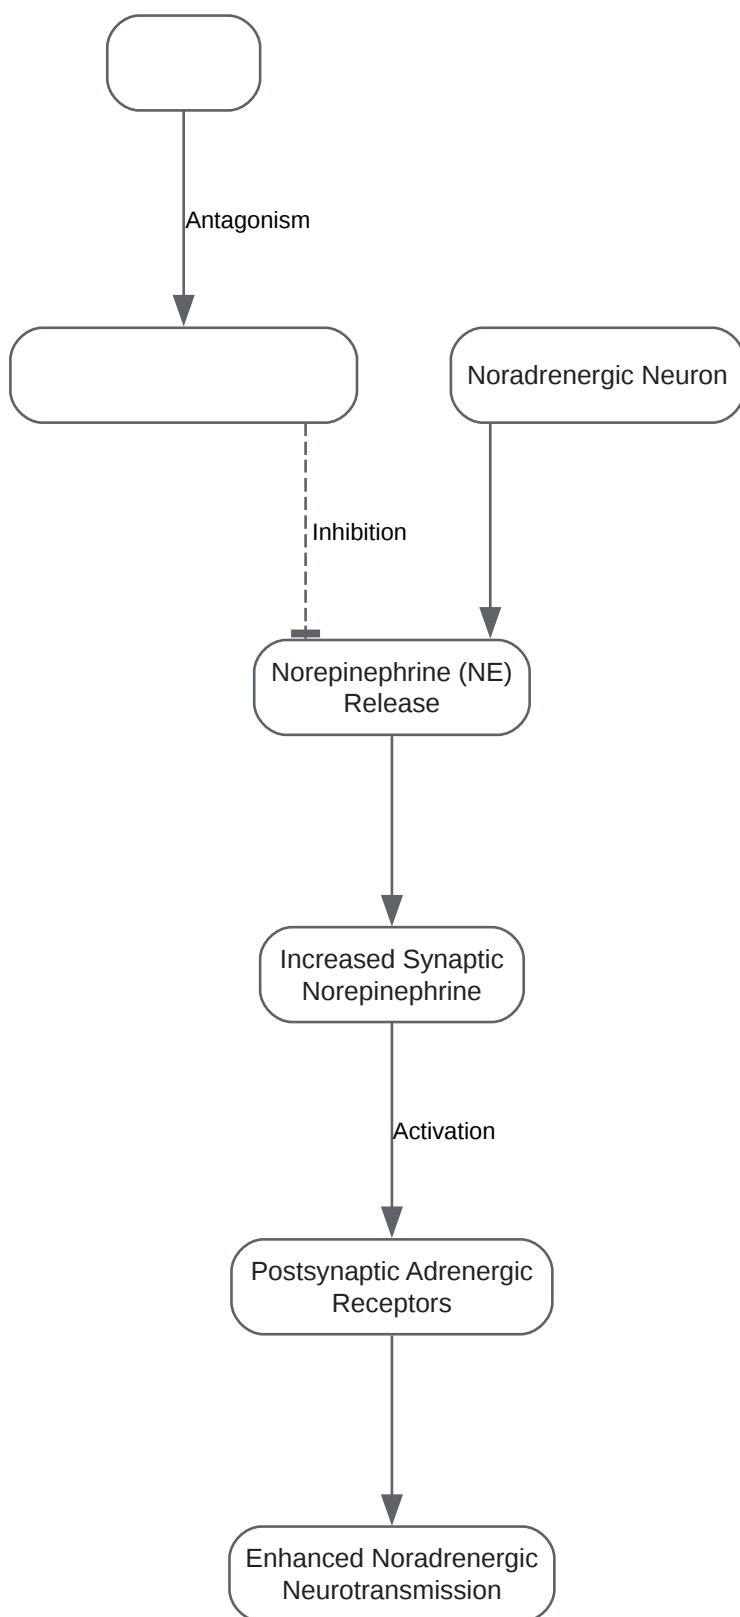 Antagonism
Noradrenergic Neuron
Inhibition
Norepinephrine (NE)
Release
Increased Synaptic
Norepinephrine
Activation
Postsynaptic Adrenergic
Receptors
Enhanced Noradrenergic
Neurotransmission